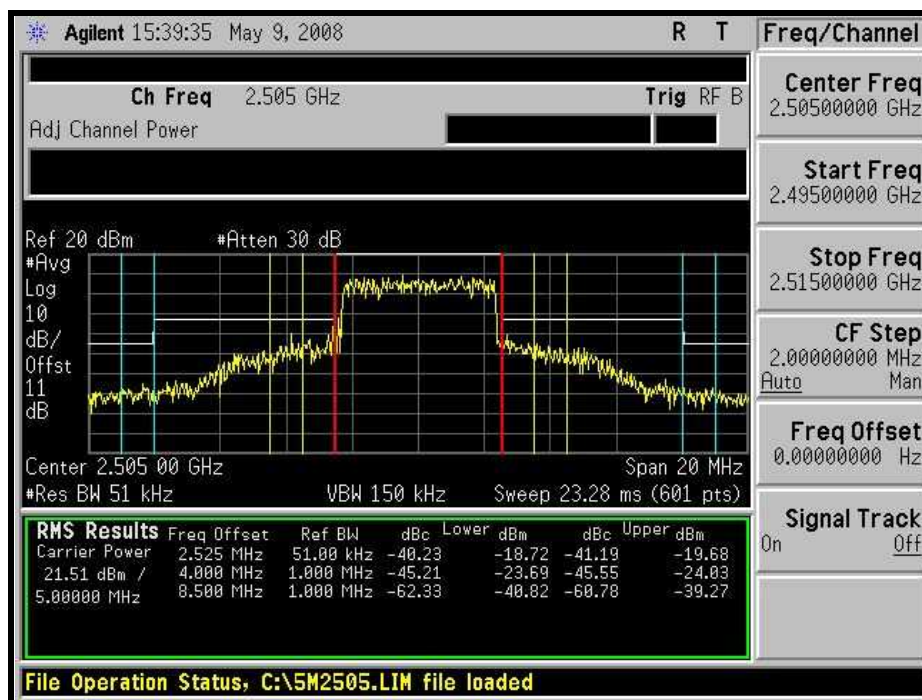 Agilent 15:39:35 May 9, 2008 R T
Freq/Channel
Ch Freq 2.505 GHz Trig RF B
Adj Channel Power
Center Freq
2.50500000 GHz
Start Freq
2.49500000 GHz
Stop Freq
2.51500000 GHz
CF Step
2.00000000 MHz
Auto Man
Freq Offset
0.00000000 Hz
Signal Track
On Off
Ref 20 dBm #Atten 30 dB
#Avg
Log
10
dB/
Offst
11
dB
Center 2.505 00 GHz Span 20 MHz
#Res BW 51 kHz VBW 150 kHz Sweep 23.28 ms (601 pts)
RMS Results Freq Offset Ref BW dBc Lower dBm dBc Upper dBm
Carrier Power 2.525 MHz 51.00 kHz -40.23 -18.72 -41.19 -19.68
21.51 dBm / 4.000 MHz 1.000 MHz -45.21 -23.69 -45.55 -24.03
5.00000 MHz 8.500 MHz 1.000 MHz -62.33 -40.82 -60.78 -39.27
File Operation Status, C:\5M2505.LIM file loaded